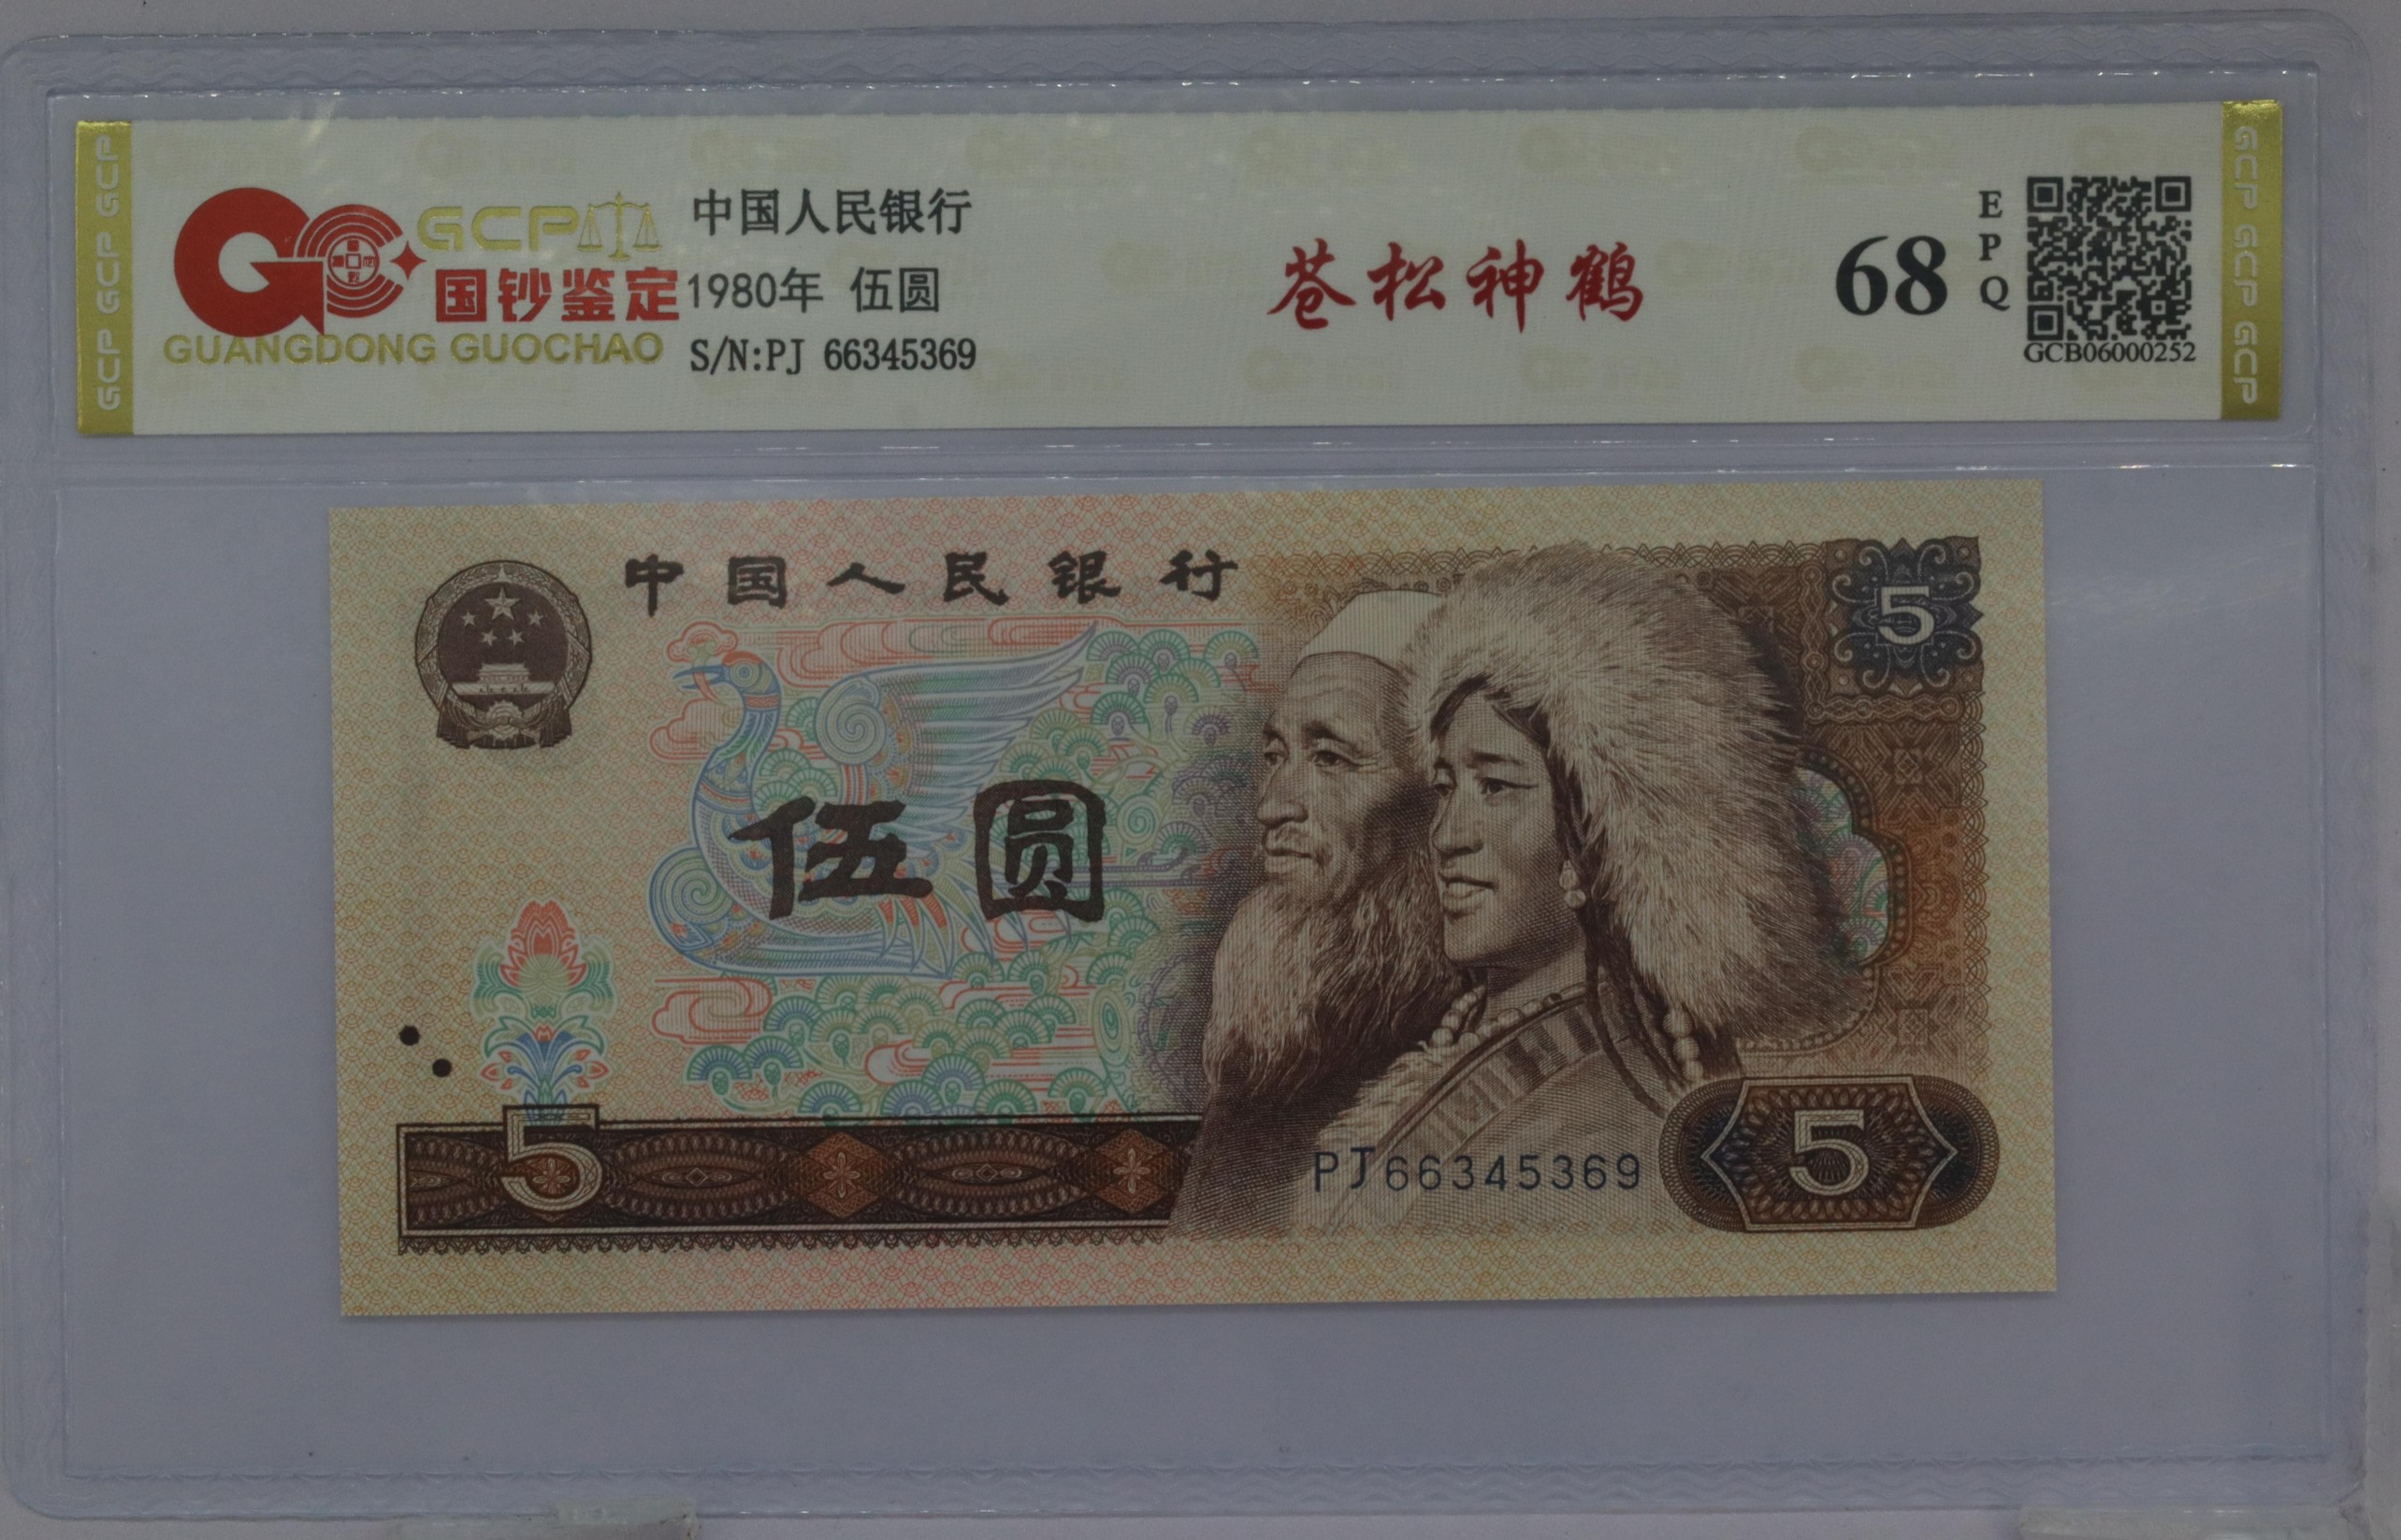 GCP
国钞鉴定
GUANGDONG GUOCHAO
中国人民银行
1980年 伍圆
S/N:PJ 66345369
苍松神鹤
68
EPQ
GCB06000252
GCP GCP GCP
GCP GCP GCP
中国人民银行
5
伍圆
5
PJ66345369
5